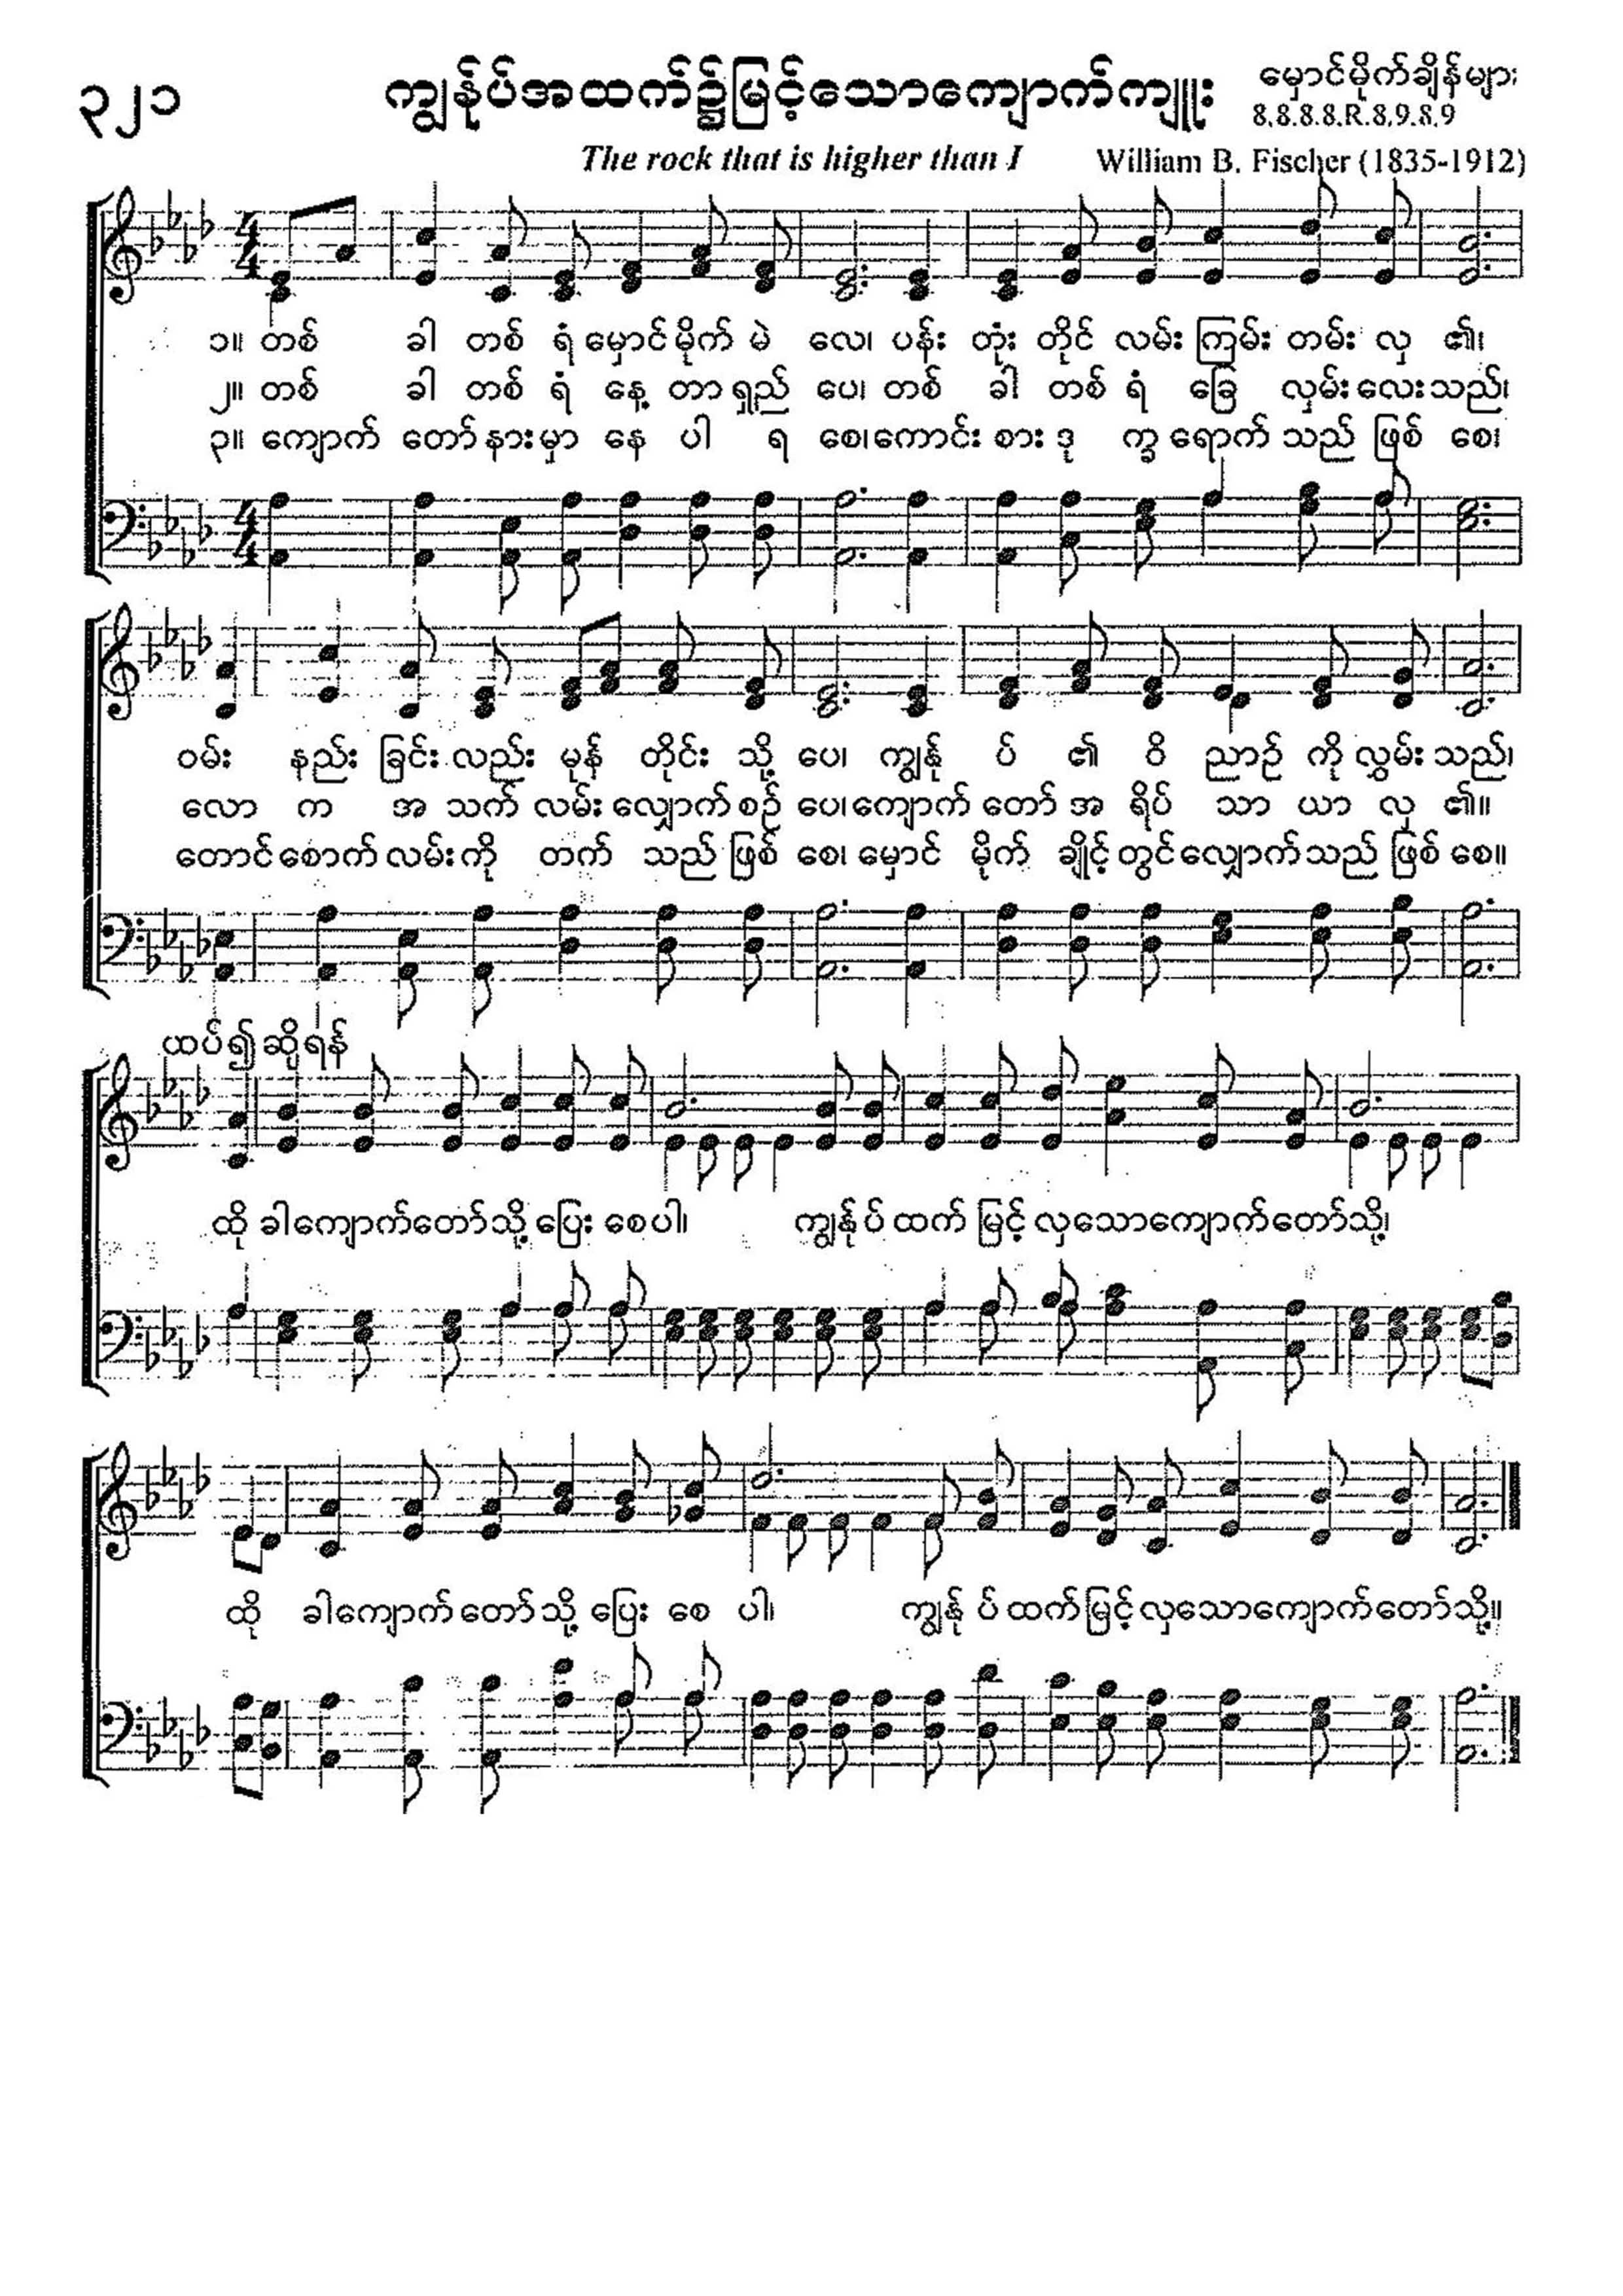 ၃၂၁
ကျွန်ုပ်အထက်၌မြင့်သောကျောက်ကျူး
မှောင်မိုက်ချိန်များ
8.8.8.8.R.8.9.8.9
The rock that is higher than I
William B. Fischer (1835-1912)
၁။ တစ် ခါ တစ် ရံ မှောင် မိုက် မဲ လေ၊ ပန်း တုံး တိုင် လမ်း ကြမ်း တမ်း လှ ၏၊
၂။ တစ် ခါ တစ် ရံ နေ့ တာ ရှည် ပေ၊ တစ် ခါ တစ် ရံ ခြေ လှမ်း လေး သည်၊
၃။ ကျောက် တော် နား မှာ နေ ပါ ရ စေ၊ ကောင်း စား ဒု က္ခ ရောက် သည် ဖြစ် စေ၊
ဝမ်း နည်း ခြင်း လည်း မုန် တိုင်း သို့ ပေ၊ ကျွန်ု ပ် ၏ ဝိ ညာဉ် ကို လွှမ်း သည်၊
လော က အ သက် လမ်း လျှောက် စဉ် ပေ၊ ကျောက် တော် အ ရိပ် သာ ယာ လှ ၏။
တောင် စောက် လမ်း ကို တက် သည် ဖြစ် စေ၊ မှောင် မိုက် ချိုင့် တွင် လျှောက် သည် ဖြစ် စေ။
ထပ်၍ ဆိုရန်
ထို ခါ ကျောက် တော် သို့ ပြေး စေ ပါ၊ ကျွန်ု ပ် ထက် မြင့် လှ သော ကျောက် တော် သို့၊
ထို ခါ ကျောက် တော် သို့ ပြေး စေ ပါ၊ ကျွန်ု ပ် ထက် မြင့် လှ သော ကျောက် တော် သို့။